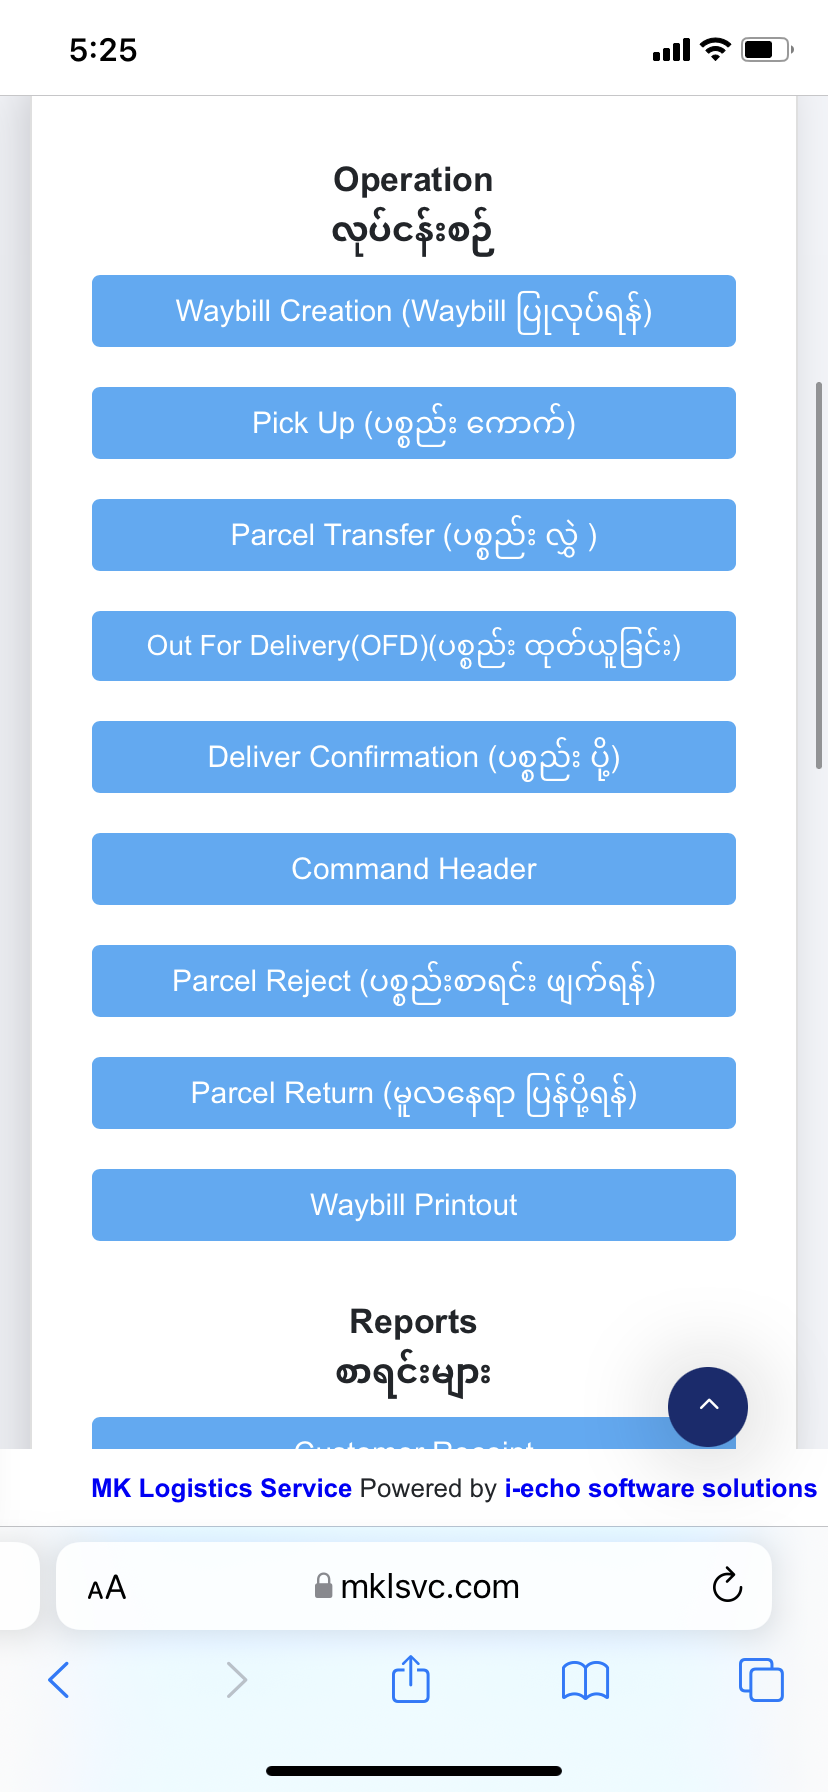 5:25
Operation
လုပ်ငန်းစဉ်
Waybill Creation (Waybill ပြုလုပ်ရန်)
Pick Up (ပစ္စည်း ကောက်)
Parcel Transfer (ပစ္စည်း လွှဲ )
Out For Delivery(OFD)(ပစ္စည်း ထုတ်ယူခြင်း)
Deliver Confirmation (ပစ္စည်း ပို့)
Command Header
Parcel Reject (ပစ္စည်းစာရင်း ဖျက်ရန်)
Parcel Return (မူလနေရာ ပြန်ပို့ရန်)
Waybill Printout
Reports
စာရင်းများ
Customer Receipt
MK Logistics Service Powered by i-echo software solutions
AA mklsvc.com